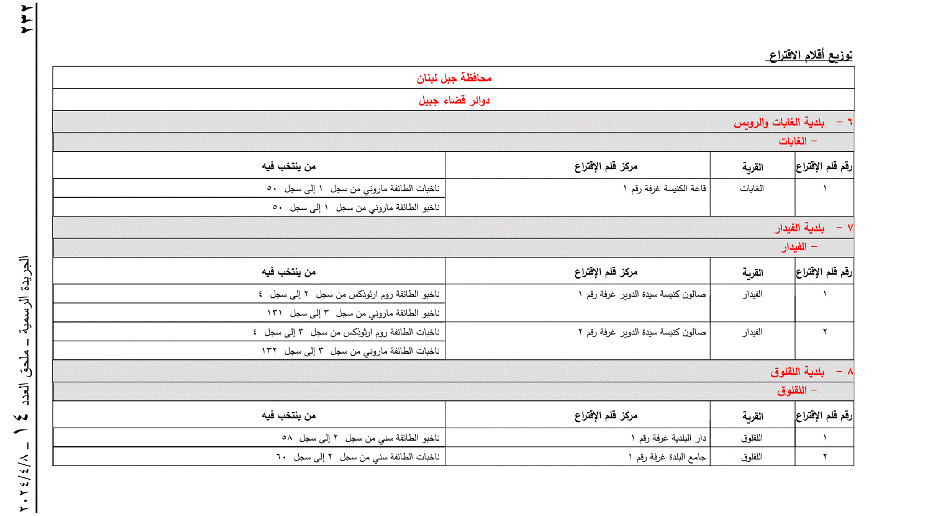 ٢٣٢
توزيع أقلام الاقتراع
محافظة جبل لبنان
دوائر قضاء جبيل
٦ - بلدية الغابات والرويس
- الغابات
رقم قلم الإقتراع القرية مركز قلم الإقتراع من ينتخب فيه
١ الغابات قاعة الكنيسة غرفة رقم ١ ناخبات الطائفة ماروني من سجل ١ إلى سجل ٥٠
ناخبو الطائفة ماروني من سجل ١ إلى سجل ٥٠
٧ - بلدية الفيدار
- الفيدار
رقم قلم الإقتراع القرية مركز قلم الإقتراع من ينتخب فيه
١ الفيدار صالون كنيسة سيدة الدوير غرفة رقم ١ ناخبو الطائفة روم ارثوذكس من سجل ٢ إلى سجل ٤
ناخبو الطائفة ماروني من سجل ٣ إلى سجل ١٣١
٢ الفيدار صالون كنيسة سيدة الدوير غرفة رقم ٢ ناخبات الطائفة روم ارثوذكس من سجل ٣ إلى سجل ٤
ناخبات الطائفة ماروني من سجل ٣ إلى سجل ١٣٢
٨ - بلدية اللقلوق
- اللقلوق
رقم قلم الإقتراع القرية مركز قلم الإقتراع من ينتخب فيه
١ اللقلوق دار البلدية غرفة رقم ١ ناخبو الطائفة سني من سجل ٢ إلى سجل ٥٨
٢ اللقلوق جامع البلدة غرفة رقم ١ ناخبات الطائفة سني من سجل ٢ إلى سجل ٦٠
الجريدة الرسمية – ملحق العدد ١٤ – ٢٠٢٤/٤/٨